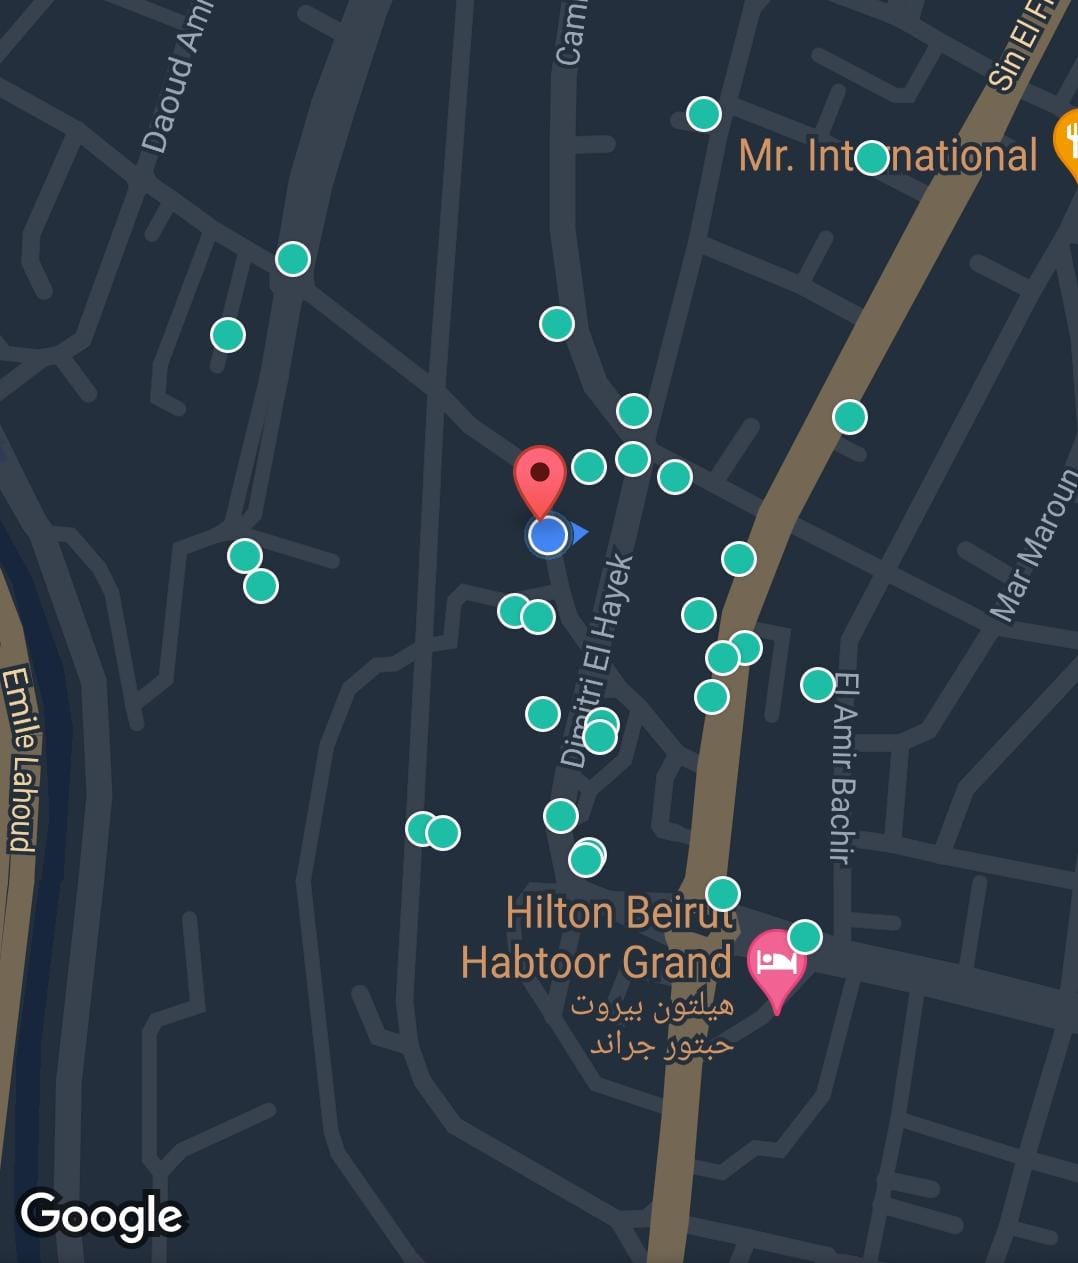 Daoud Ami
Cami
Sin El Fi
Mr. International
Mar Maroun
Dimitri El Hayek
Emile Lahoud
El Amir Bachir
Hilton Beirut
Habtoor Grand
هيلتون بيروت
حبتور جراند
Google